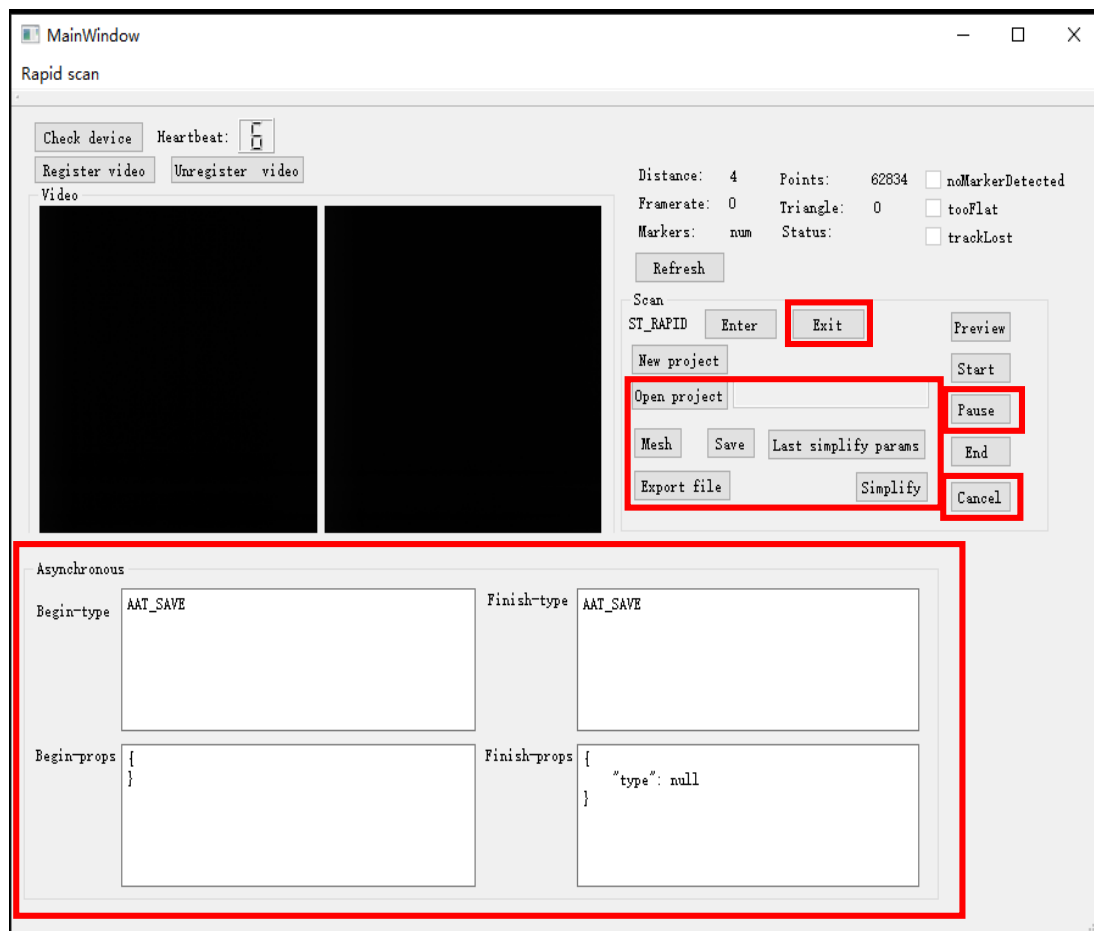 MainWindow
Rapid scan
Check device Heartbeat: 6
Register video Unregister video
Video
Distance: 4 Points: 62834 noMarkerDetected
Framerate: 0 Triangle: 0 tooFlat
Markers: num Status: trackLost
Refresh
Scan
ST_RAPID Enter Exit Preview
New project Start
Open project Pause
Mesh Save Last simplify params End
Export file Simplify Cancel
Asynchronous
Begin-type AAT_SAVE Finish-type AAT_SAVE
Begin-props { Finish-props {
} "type": null
}